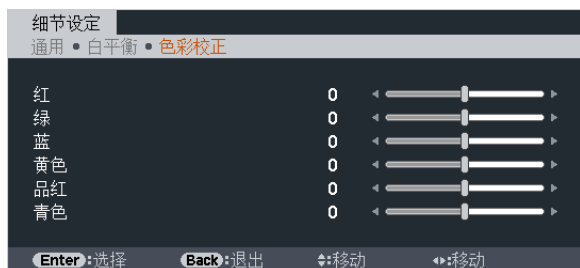 细节设定
通用 ● 白平衡 ● 色彩校正
红 0
绿 0
蓝 0
黄色 0
品红 0
青色 0
Enter:选择 Back:退出 :移动 :移动